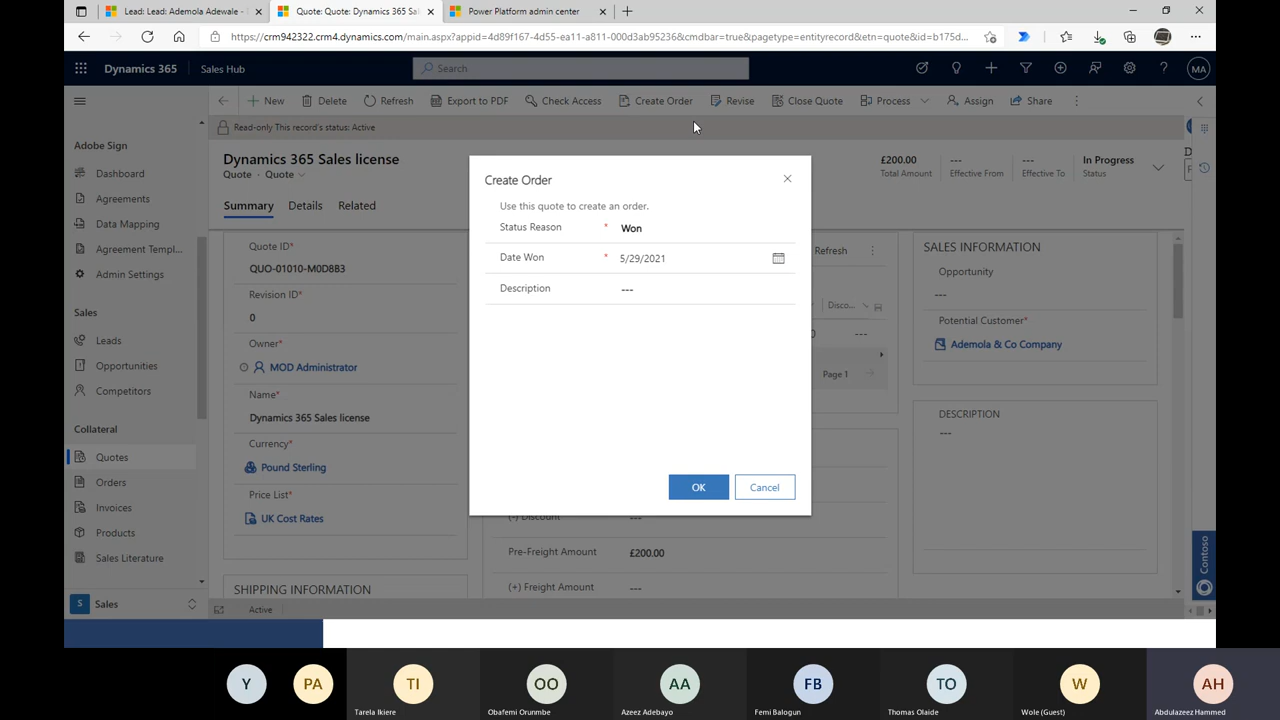 Lead: Lead: Ademola Adewale -
Quote: Quote: Dynamics 365 Sal
Power Platform admin center
https://crm942322.crm4.dynamics.com/main.aspx?appid=4d89f167-4d55-ea11-a811-000d3ab95236&cmdbar=true&pagetype=entityrecord&etn=quote&id=b175d...
Dynamics 365
Sales Hub
Search
MA
New
Delete
Refresh
Export to PDF
Check Access
Create Order
Revise
Close Quote
Process
Assign
Share
Read-only This record's status: Active
Adobe Sign
Dashboard
Agreements
Data Mapping
Agreement Templ...
Admin Settings
Sales
Leads
Opportunities
Competitors
Collateral
Quotes
Orders
Invoices
Products
Sales Literature
S Sales
Dynamics 365 Sales license
Quote · Quote
£200.00
Total Amount
---
Effective From
---
Effective To
In Progress
Status
Summary
Details
Related
Quote ID*
QUO-01010-M0D8B3
Revision ID*
0
Owner*
MOD Administrator
Name*
Dynamics 365 Sales license
Currency*
Pound Sterling
Price List*
UK Cost Rates
SHIPPING INFORMATION
Active
Create Order
Use this quote to create an order.
Status Reason * Won
Date Won * 5/29/2021
Description ---
OK
Cancel
Refresh
Disco...
0 ---
Page 1
(-) Discount ---
Pre-Freight Amount £200.00
(+) Freight Amount ---
SALES INFORMATION
Opportunity
---
Potential Customer*
Ademola & Co Company
DESCRIPTION
---
Contoso
Y
PA
TI
Tarela Ikiere
OO
Obafemi Orunmbe
AA
Azeez Adebayo
FB
Femi Balogun
TO
Thomas Olaide
W
Wole (Guest)
AH
Abdulazeez Hammed